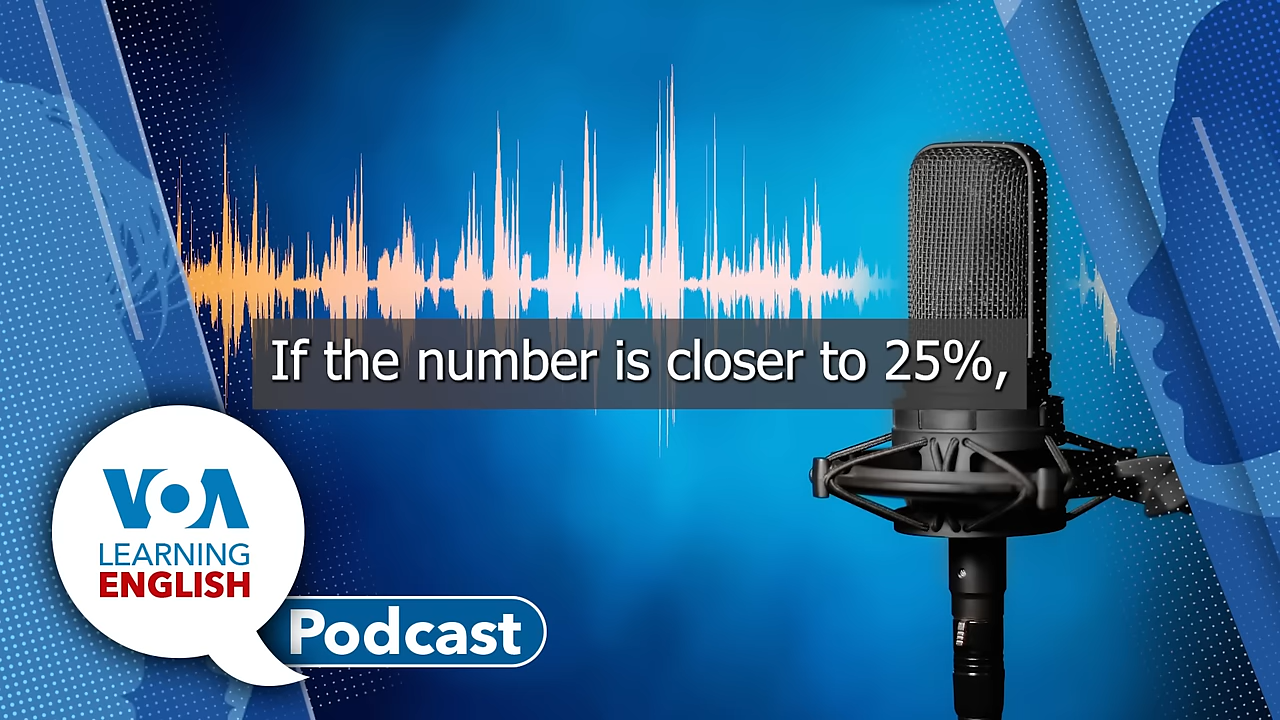 If the number is closer to 25%,
VOA
LEARNING
ENGLISH
Podcast